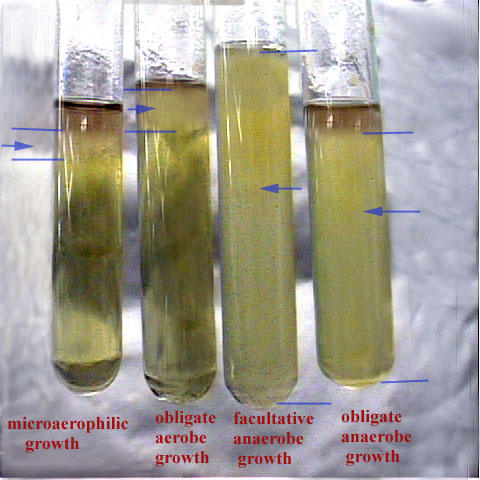 microaerophilic
growth
obligate
aerobe
growth
facultative
anaerobe
growth
obligate
anaerobe
growth